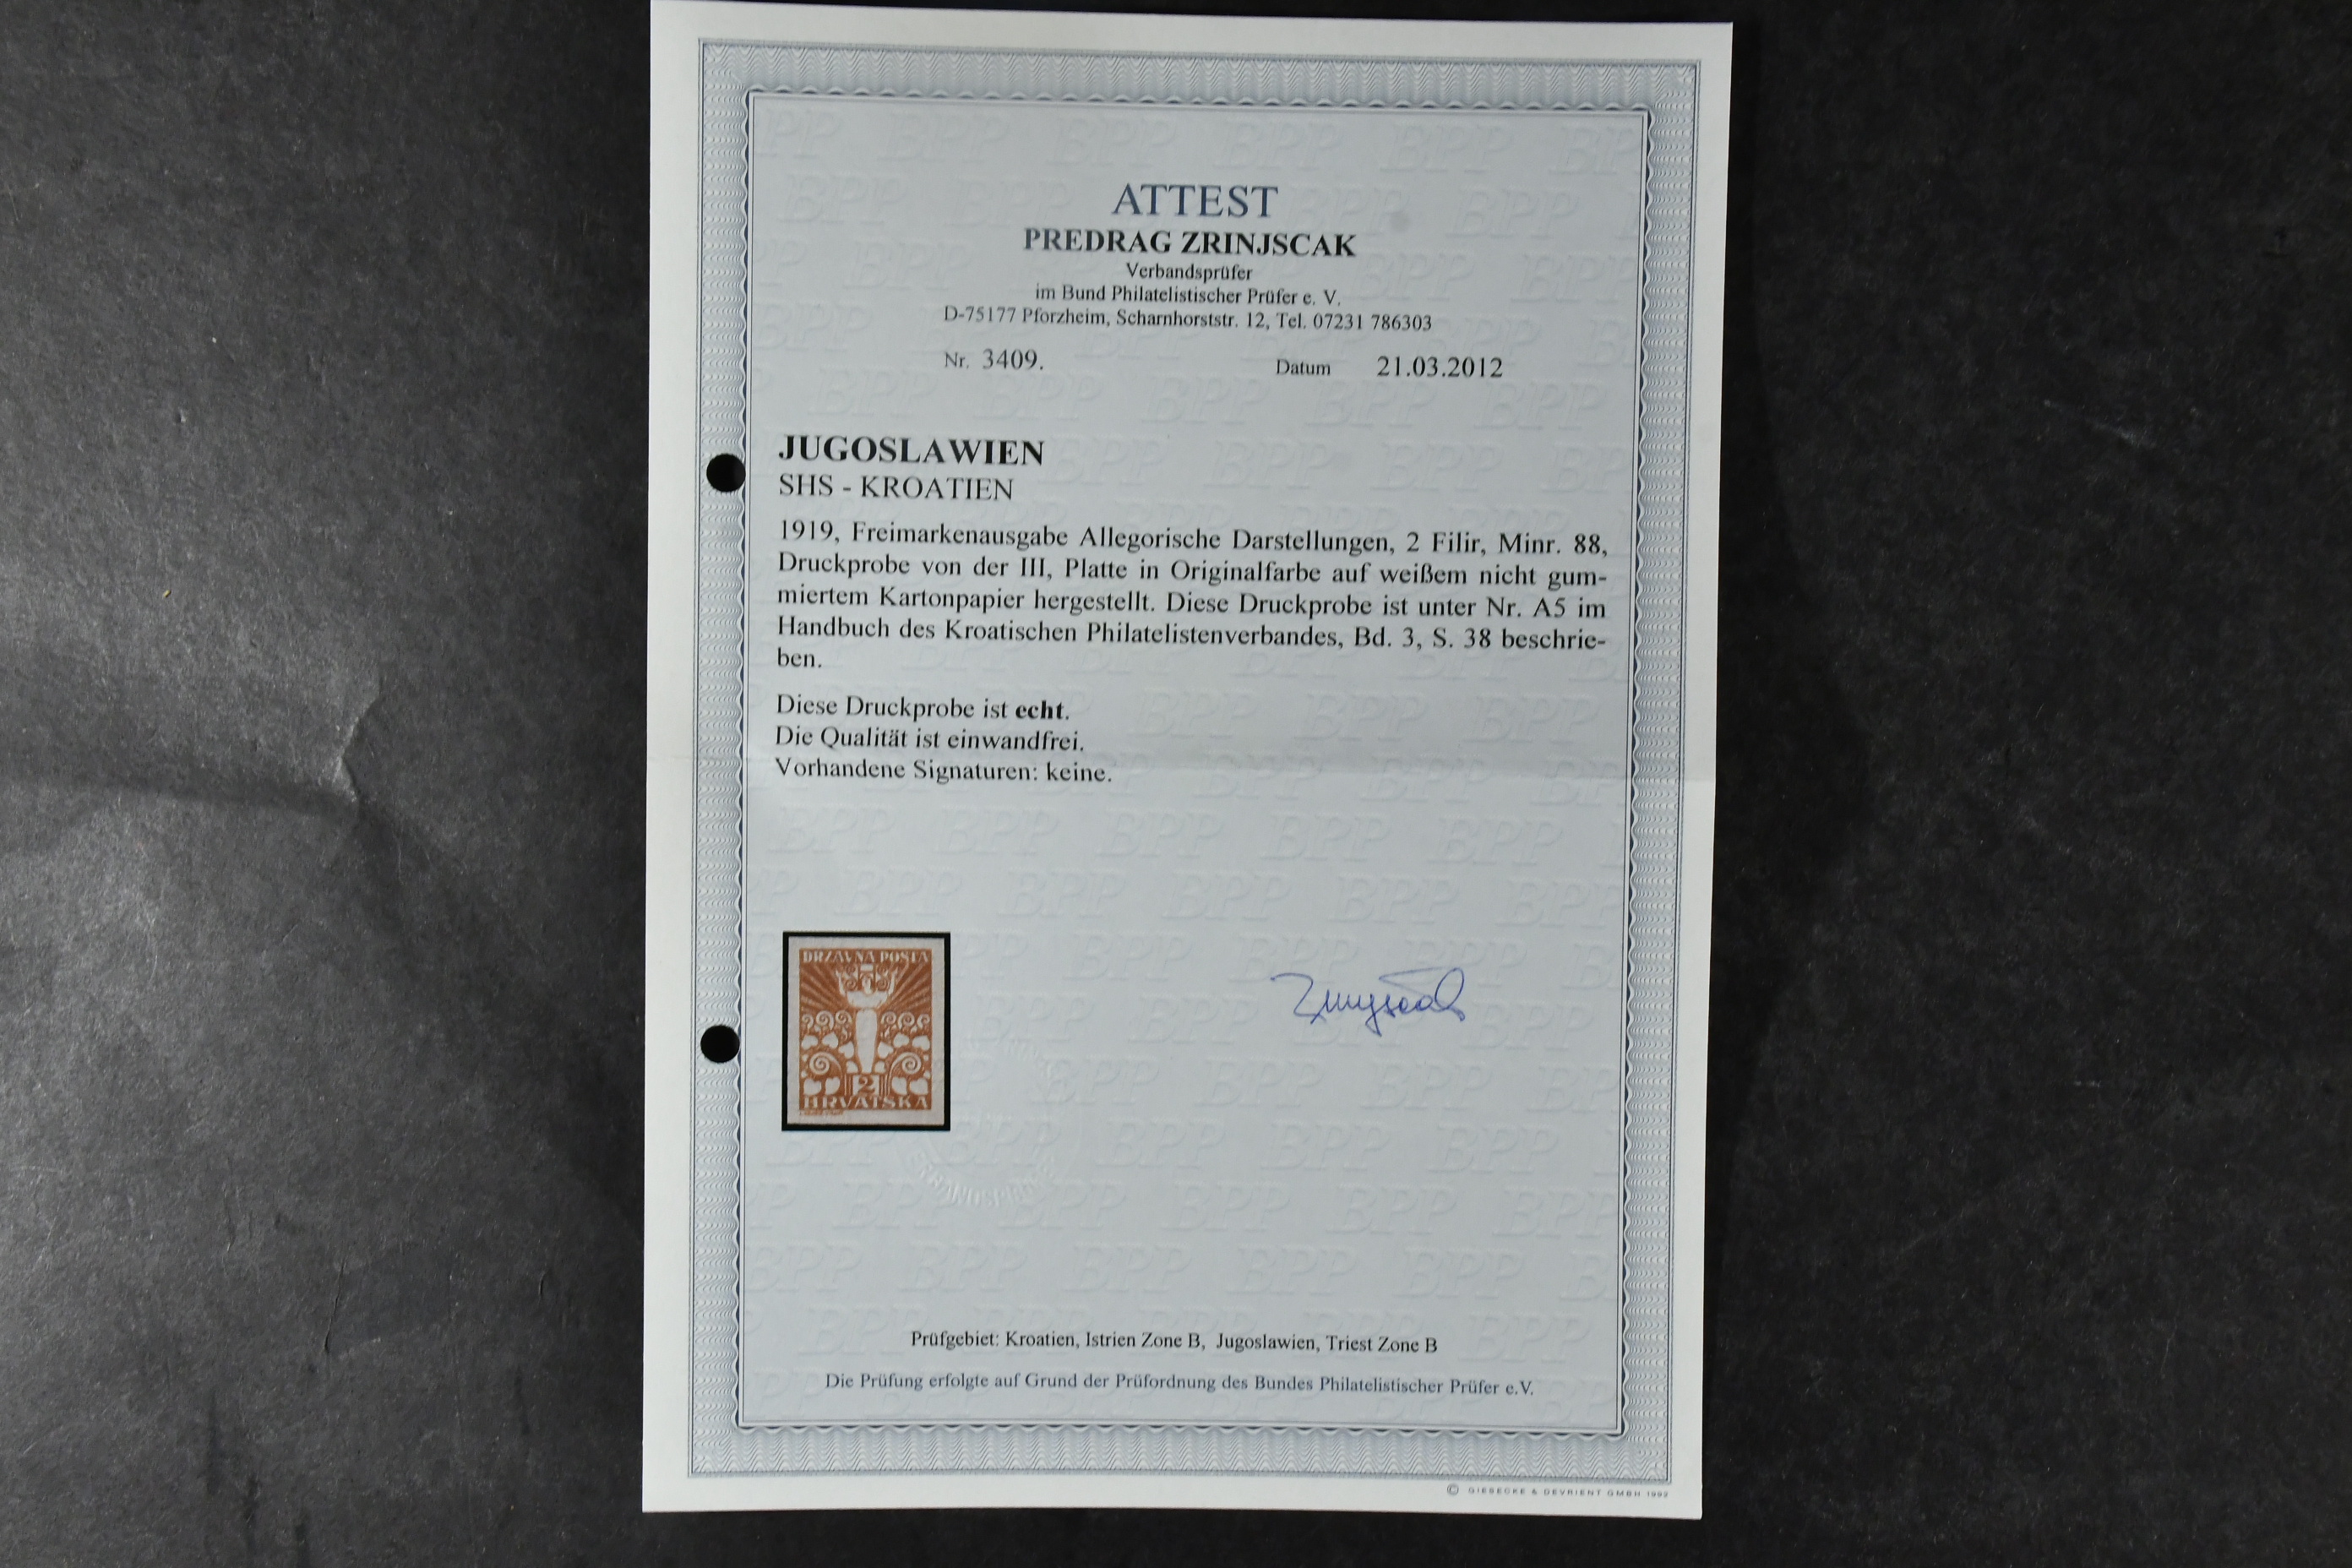 ATTEST
PREDRAG ZRINJSCAK
Verbandsprüfer
im Bund Philatelistischer Prüfer e. V.
D-75177 Pforzheim, Scharnhorststr. 12, Tel. 07231 786303
Nr. 3409. Datum 21.03.2012
JUGOSLAWIEN
SHS - KROATIEN
1919, Freimarkenausgabe Allegorische Darstellungen, 2 Filir, Minr. 88,
Druckprobe von der III, Platte in Originalfarbe auf weißem nicht gum-
miertem Kartonpapier hergestellt. Diese Druckprobe ist unter Nr. A5 im
Handbuch des Kroatischen Philatelistenverbandes, Bd. 3, S. 38 beschrie-
ben.
Diese Druckprobe ist echt.
Die Qualität ist einwandfrei.
Vorhandene Signaturen: keine.
DRZAVNA POSTA
2
HRVATSKA
Prüfgebiet: Kroatien, Istrien Zone B, Jugoslawien, Triest Zone B
Die Prüfung erfolgte auf Grund der Prüfordnung des Bundes Philatelistischer Prüfer e.V.
© GIESECKE & DEVRIENT GMBH 1992